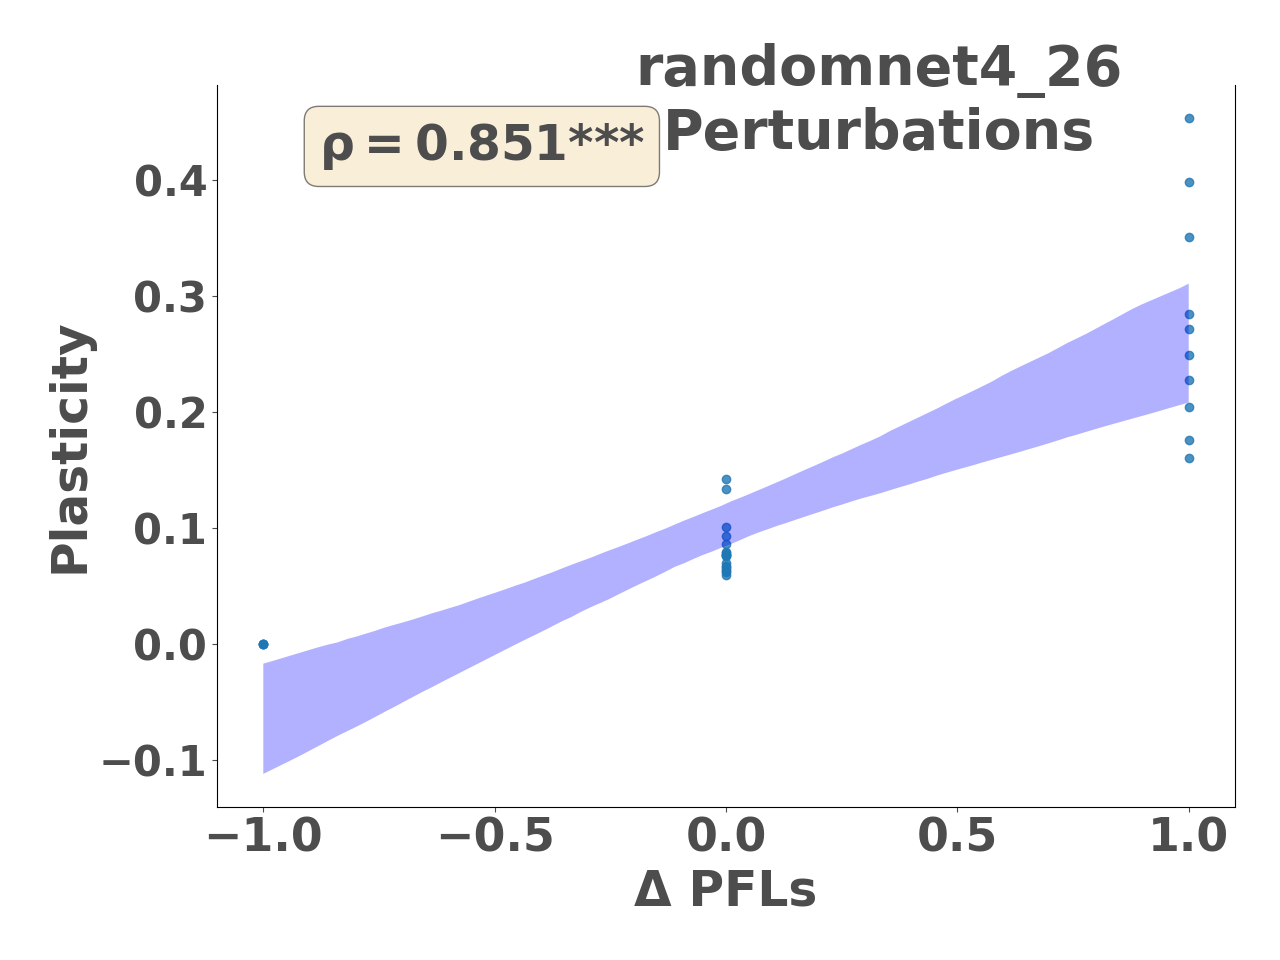 randomnet4_26
Perturbations
ρ = 0.851***
0.4
0.3
0.2
0.1
0.0
−0.1
Plasticity
−1.0
−0.5
0.0
0.5
1.0
Δ PFLs